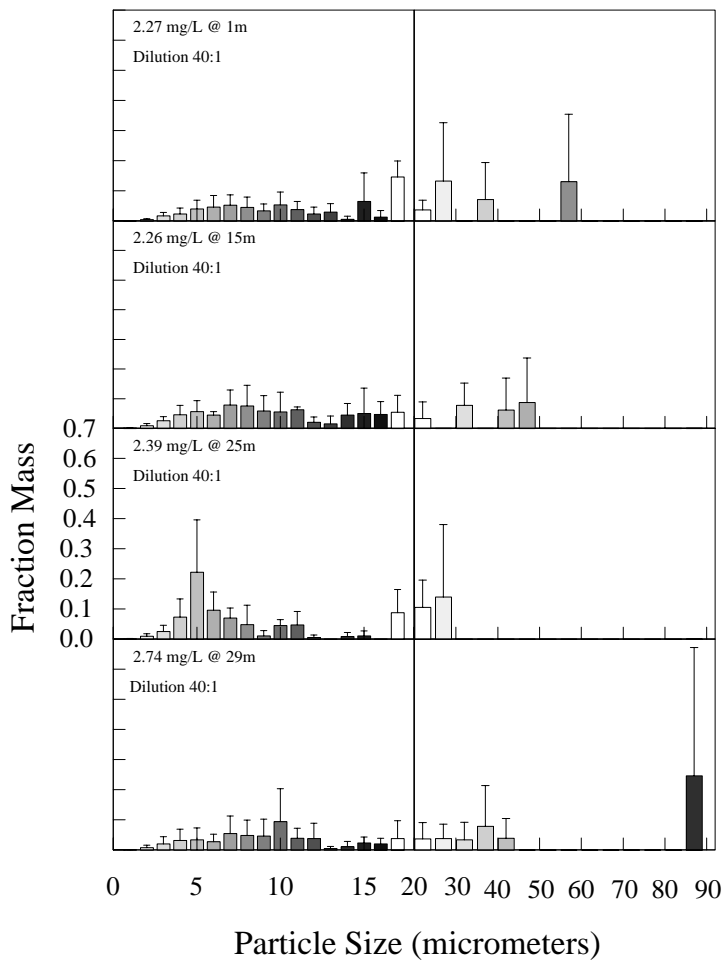 2.27 mg/L @ 1m
Dilution 40:1
2.26 mg/L @ 15m
Dilution 40:1
0.7
2.39 mg/L @ 25m
0.6
Dilution 40:1
0.5
0.4
0.3
0.2
0.1
0.0
Fraction Mass
2.74 mg/L @ 29m
Dilution 40:1
0 5 10 15 20 30 40 50 60 70 80 90
Particle Size (micrometers)